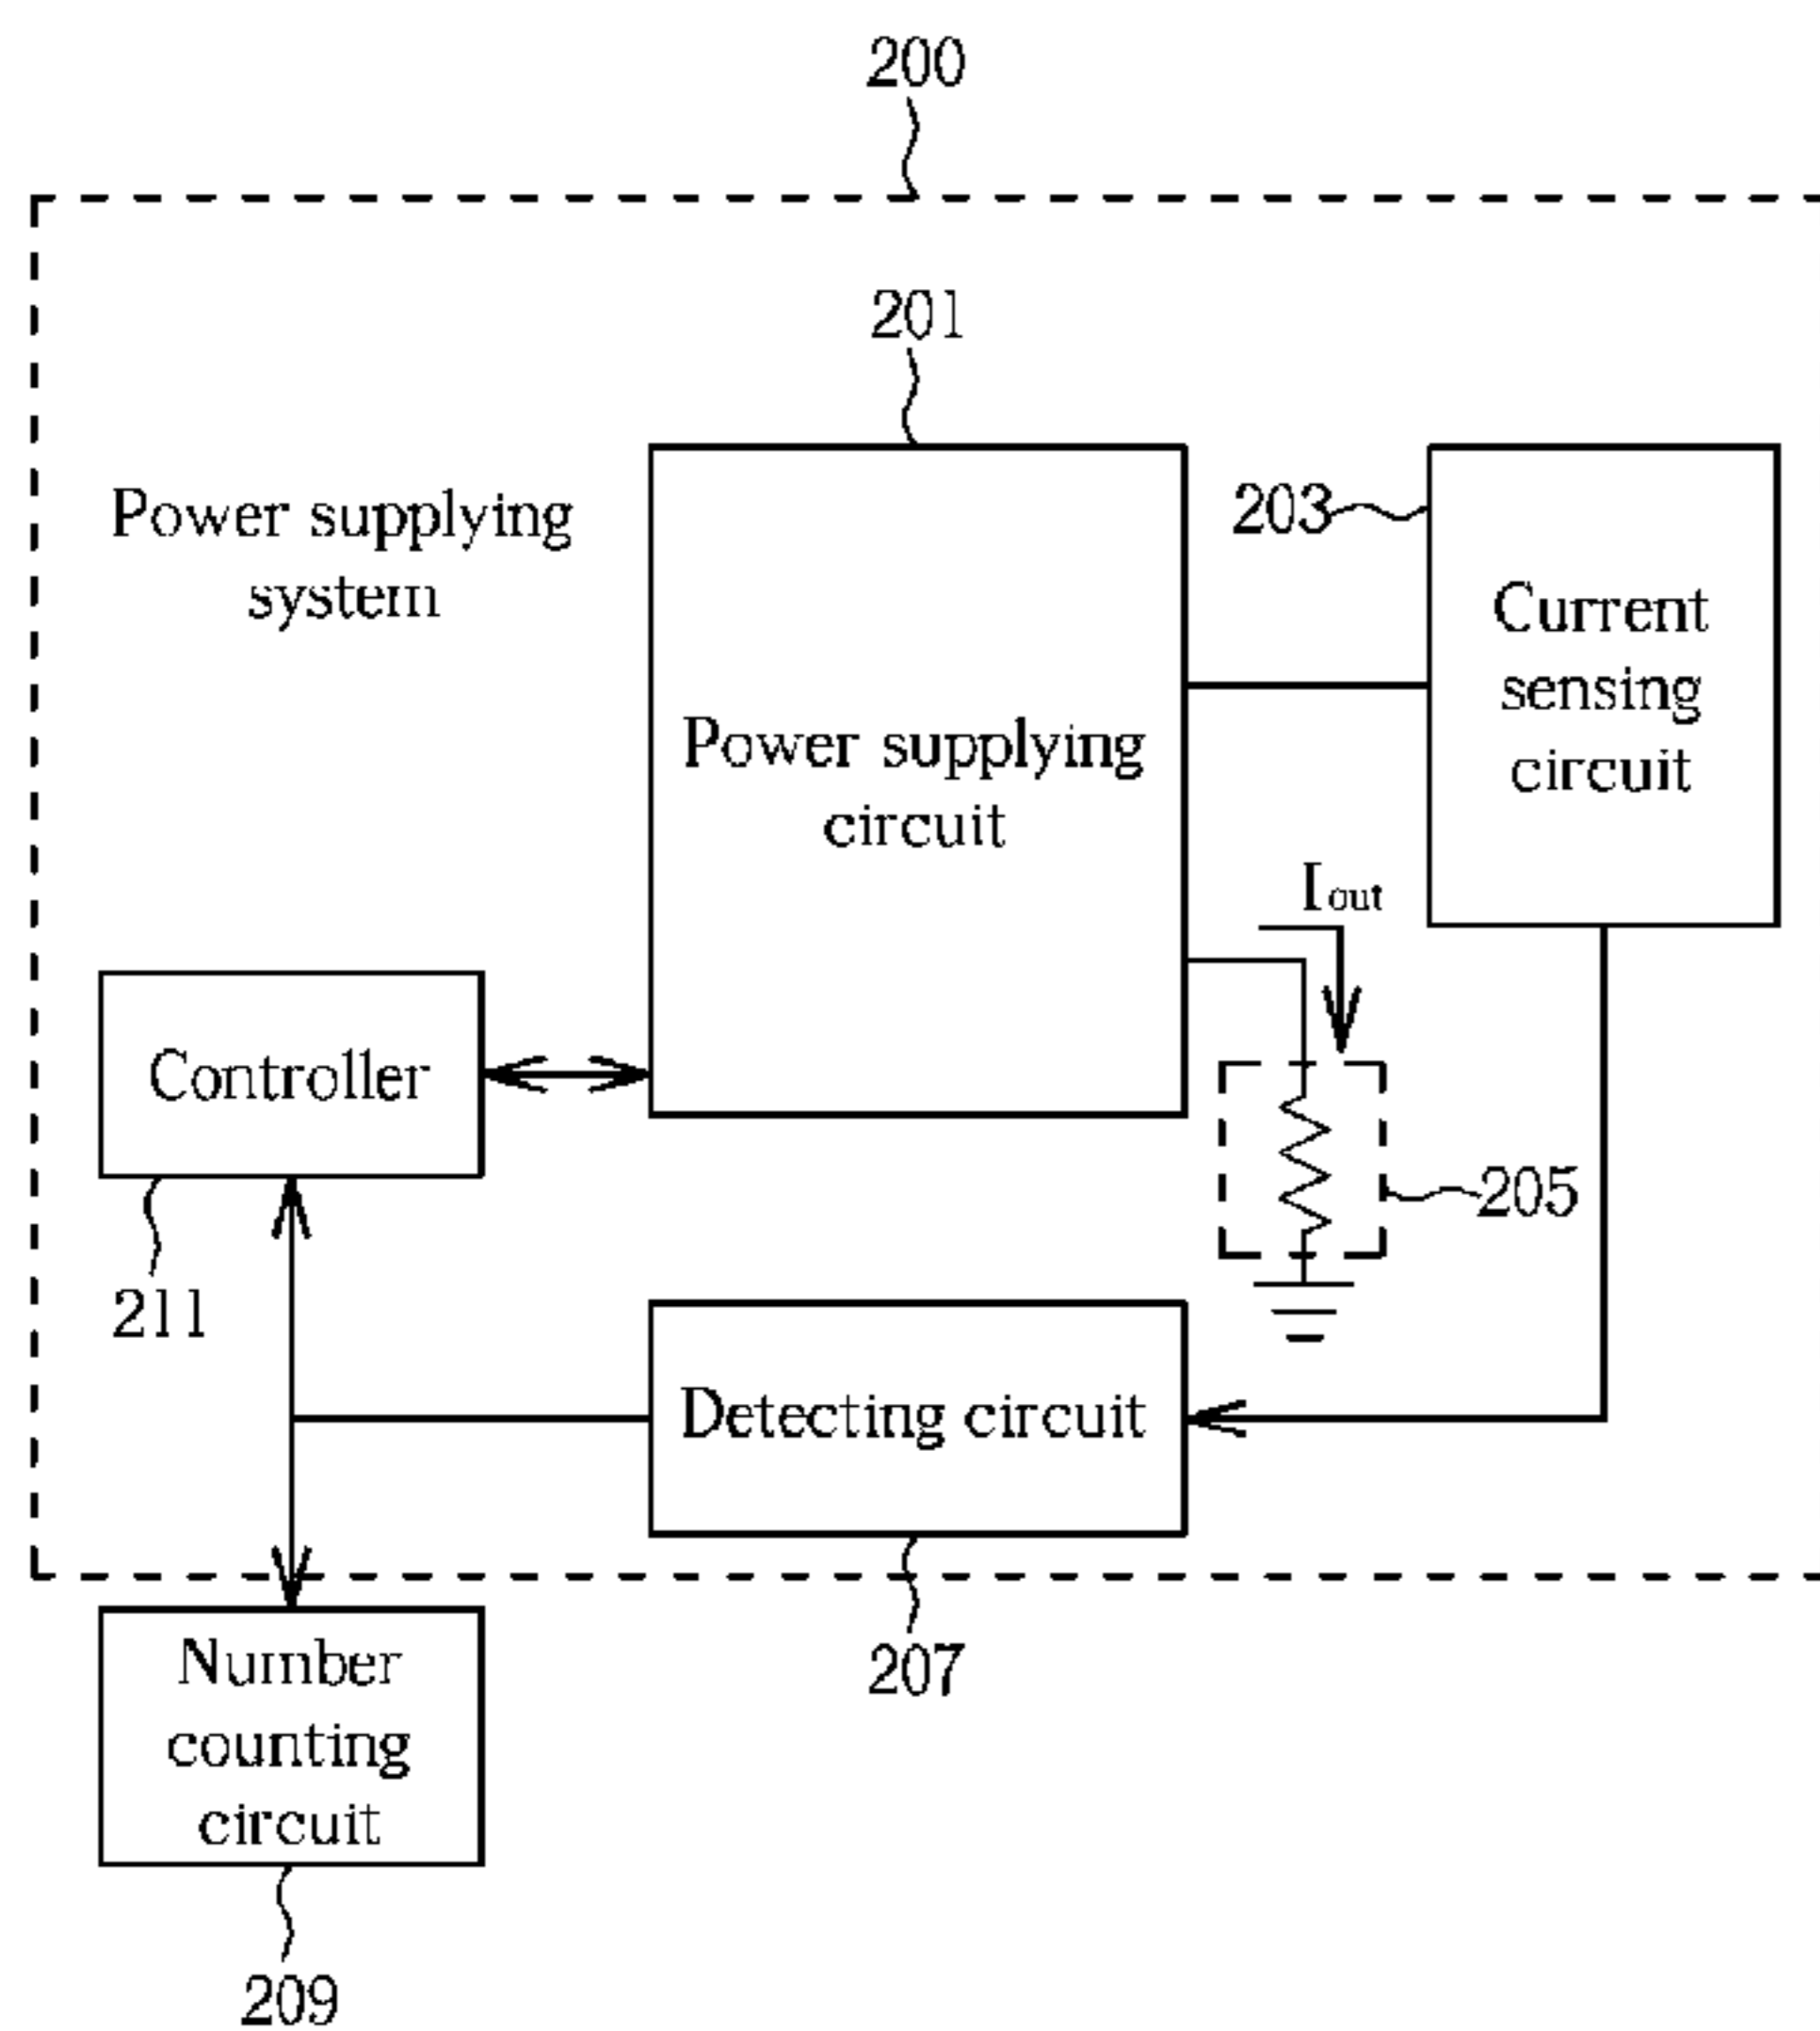 200
201
Power supplying
system
203
Current
sensing
circuit
Power supplying
circuit
Iout
Controller
205
211
Detecting circuit
207
Number
counting
circuit
209